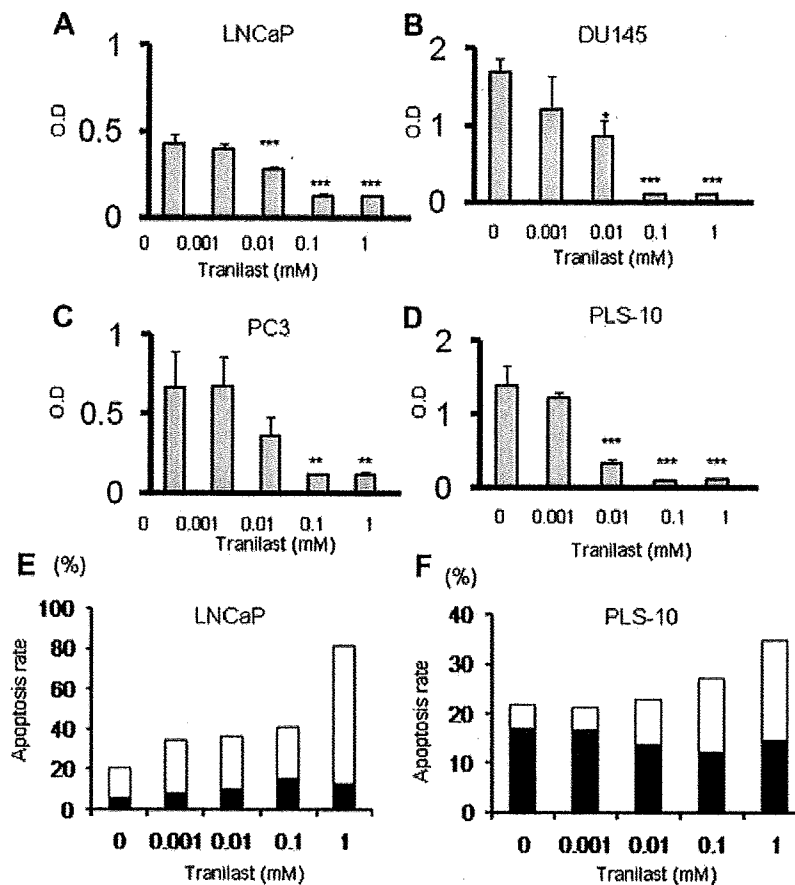 A LNCaP
1
0.5
0
O.D
***
***
***
0 0.001 0.01 0.1 1
Tranilast (mM)
B DU145
2
1
0
O.D
*
***
***
0 0.001 0.01 0.1 1
Tranilast (mM)
C PC3
1
0.5
0
O.D
**
**
0 0.001 0.01 0.1 1
Tranilast (mM)
D PLS-10
2
1
0
O.D
***
***
***
0 0.001 0.01 0.1 1
Tranilast (mM)
E (%)
LNCaP
100
80
60
40
20
0
Apoptosis rate
0 0.001 0.01 0.1 1
Tranilast (mM)
F (%)
PLS-10
40
30
20
10
0
Apoptosis rate
0 0.001 0.01 0.1 1
Tranilast (mM)